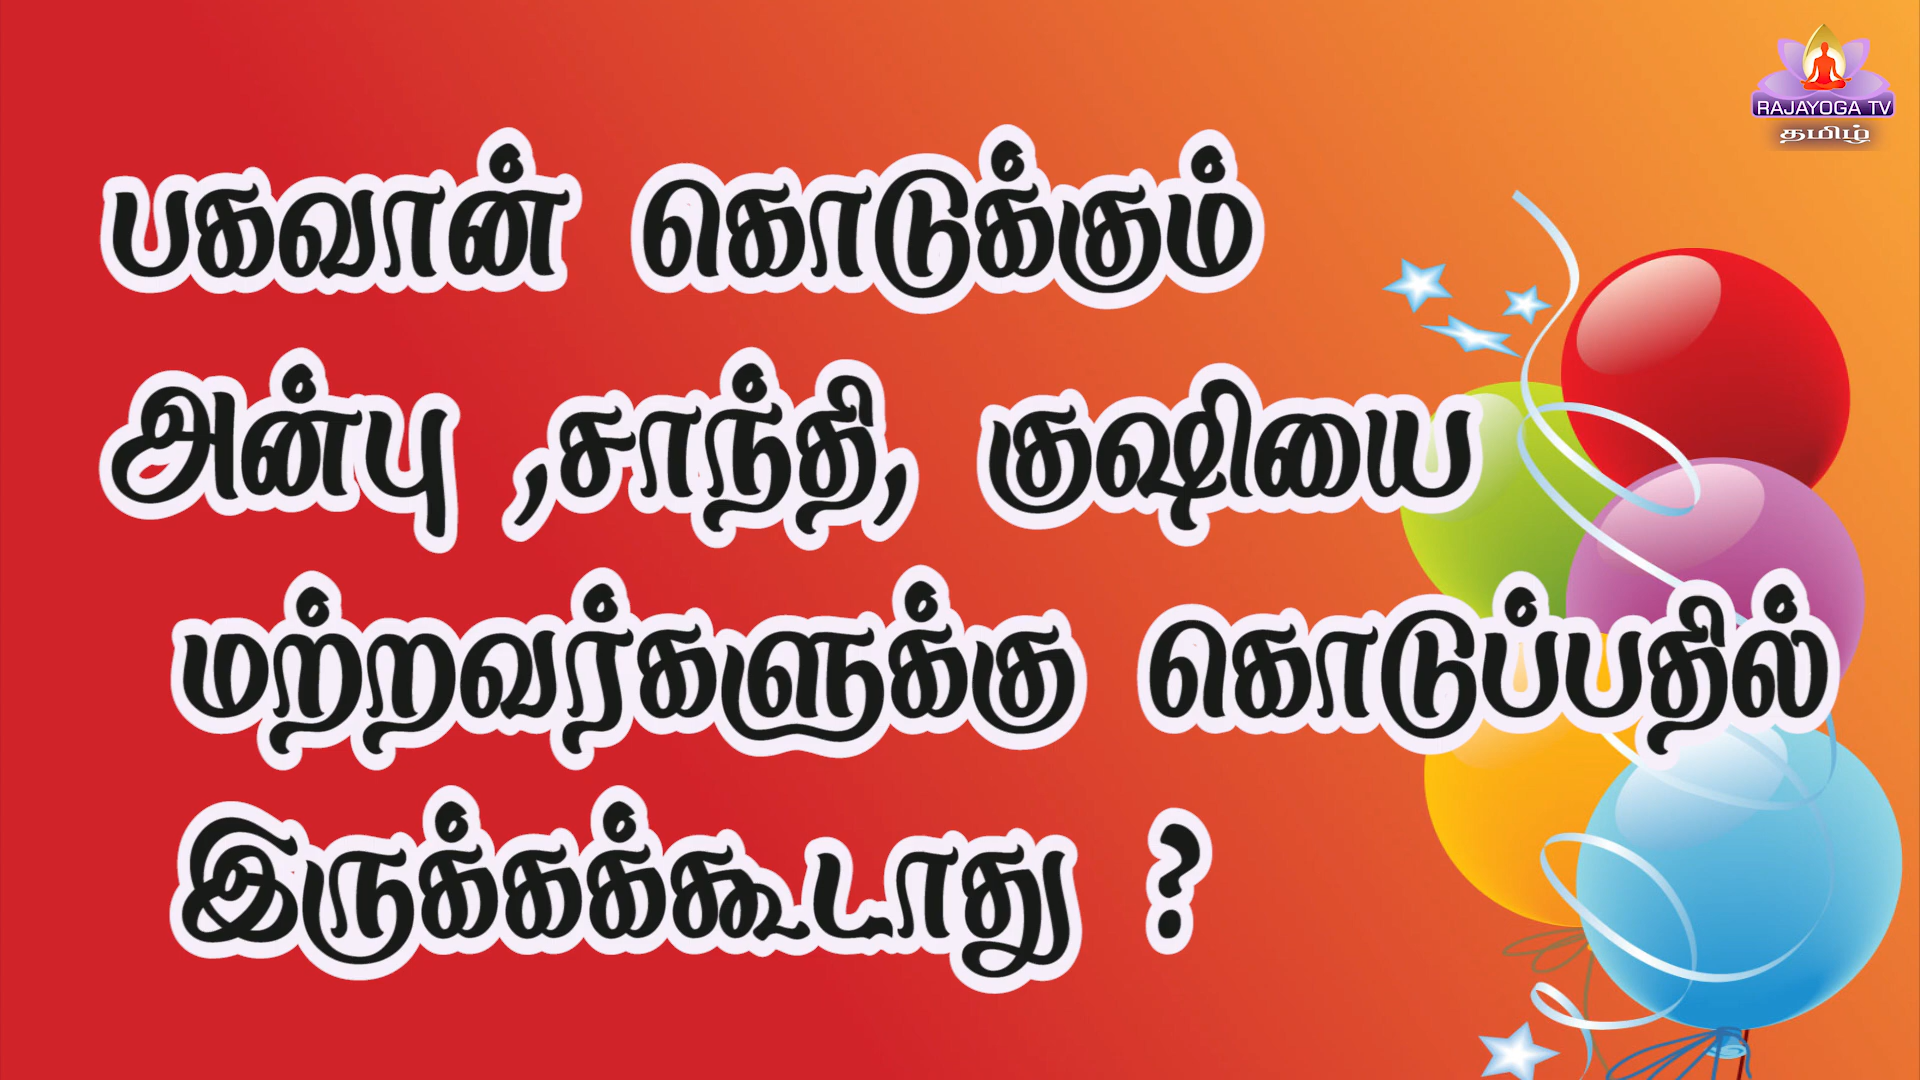 RAJAYOGA TV
தமிழ்
பகவான் கொடுக்கும்
அன்பு ,சாந்தி, குஷியை
மற்றவர்களுக்கு கொடுப்பதில்
இருக்கக்கூடாது ?